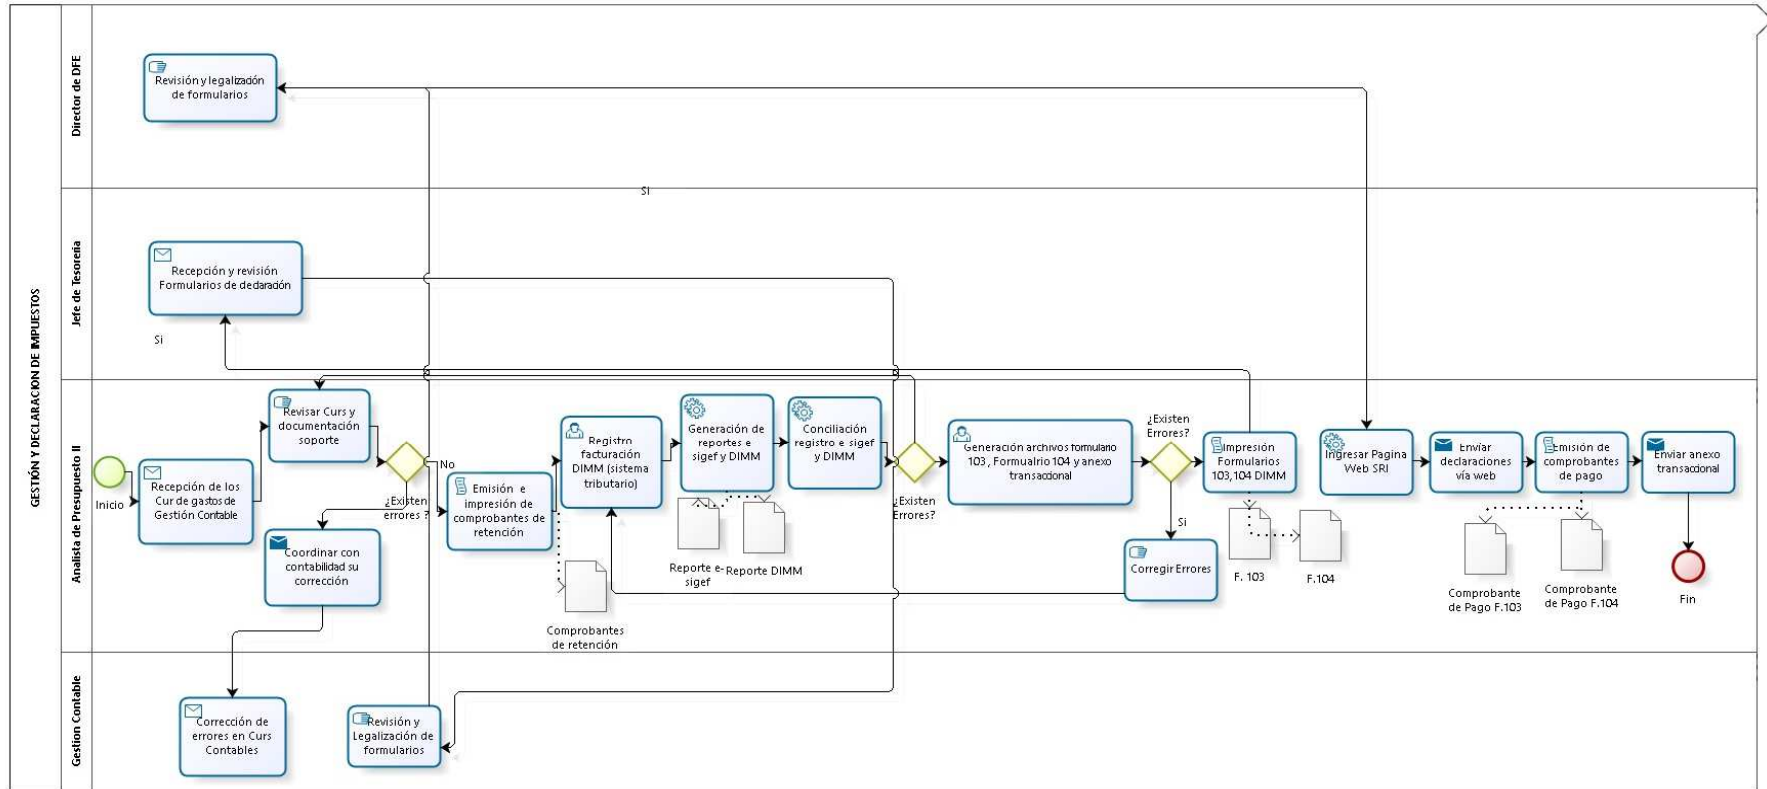 GESTIÓN Y DECLARACION DE IMPUESTOS
Director de DFE
Revisión y legalización
de formularios
Si
Jefe de Tesoreria
Recepción y revisión
Formularios de declaración
Si
Analista de Presupuesto II
Inicio
Recepción de los
Cur de gastos de
Gestión Contable
Revisar Curs y
documentación
soporte
¿Existen
errores ?
No
Coordinar con
contabilidad su
corrección
Emisión e
impresión de
comprobantes de
retención
Comprobantes
de retención
Registro
facturación
DIMM (sistema
tributario)
Generación de
reportes e
sigef y DIMM
Reporte e-
sigef
Reporte DIMM
Conciliación
registro e sigef
y DIMM
¿Existen
Errores?
Generación archivos formulario
103 , Formualrio 104 y anexo
transaccional
¿Existen
Errores?
Si
Corregir Errores
Impresión
Formularios
103,104 DIMM
F. 103
F.104
Ingresar Pagina
Web SRI
Envíar
declaraciones
vía web
Emisión de
comprobantes
de pago
Comprobante
de Pago F.103
Comprobante
de Pago F.104
Enviar anexo
transaccional
Fin
Gestion Contable
Corrección de
errores en Curs
Contables
Revisión y
Legalización de
formularios